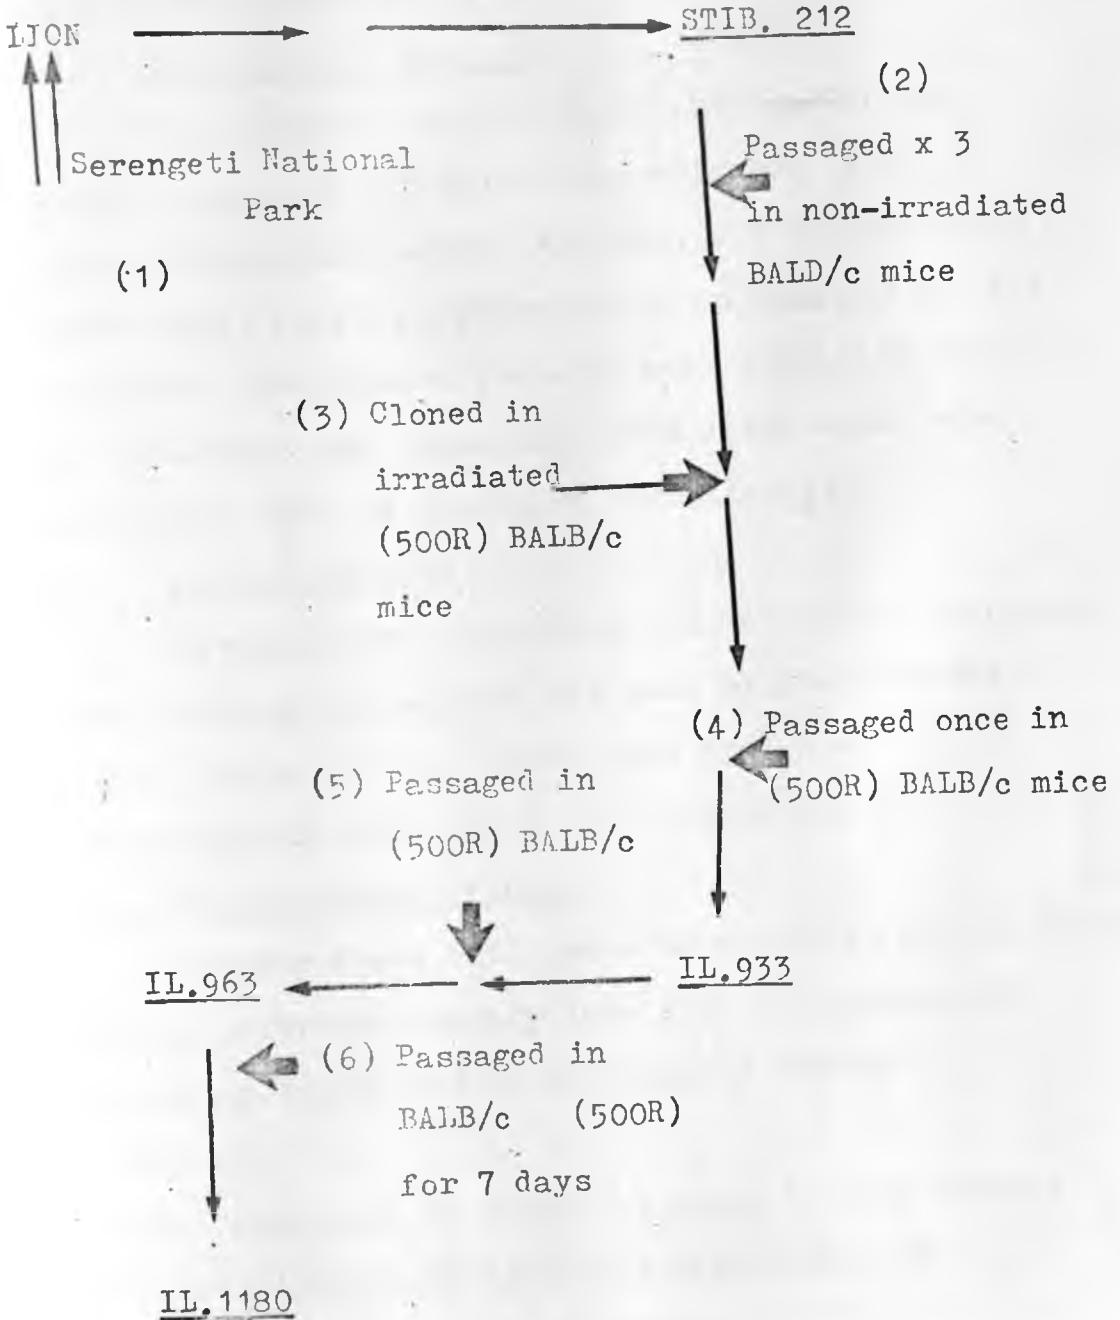 LION
STIB. 212
(2)
Passaged x 3
in non-irradiated
BALD/c mice
Serengeti National
Park
(1)
(3) Cloned in
irradiated
(500R) BALB/c
mice
(4) Passaged once in
(500R) BALB/c mice
(5) Passaged in
(500R) BALB/c
IL.963
IL.933
(6) Passaged in
BALB/c (500R)
for 7 days
IL.1180